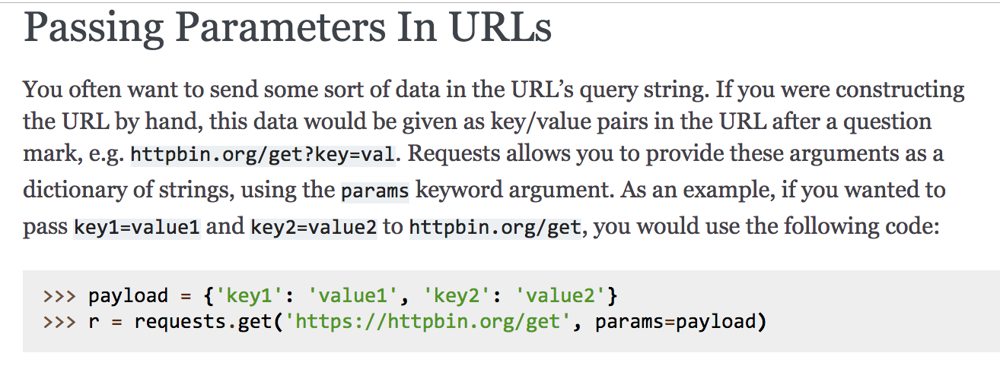 Passing Parameters In URLs
You often want to send some sort of data in the URL’s query string. If you were constructing
the URL by hand, this data would be given as key/value pairs in the URL after a question
mark, e.g. httpbin.org/get?key=val. Requests allows you to provide these arguments as a
dictionary of strings, using the params keyword argument. As an example, if you wanted to
pass key1=value1 and key2=value2 to httpbin.org/get, you would use the following code:
>>> payload = {'key1': 'value1', 'key2': 'value2'}
>>> r = requests.get('https://httpbin.org/get', params=payload)